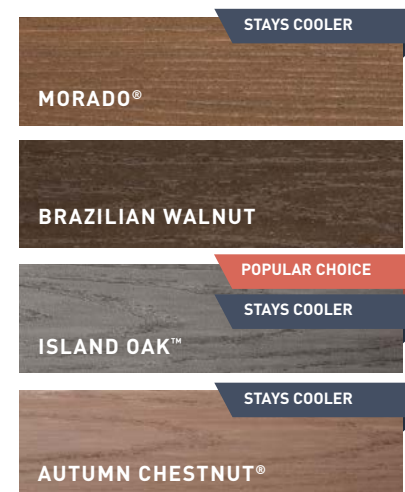 STAYS COOLER
MORADO®
BRAZILIAN WALNUT
POPULAR CHOICE
STAYS COOLER
ISLAND OAK™
STAYS COOLER
AUTUMN CHESTNUT®